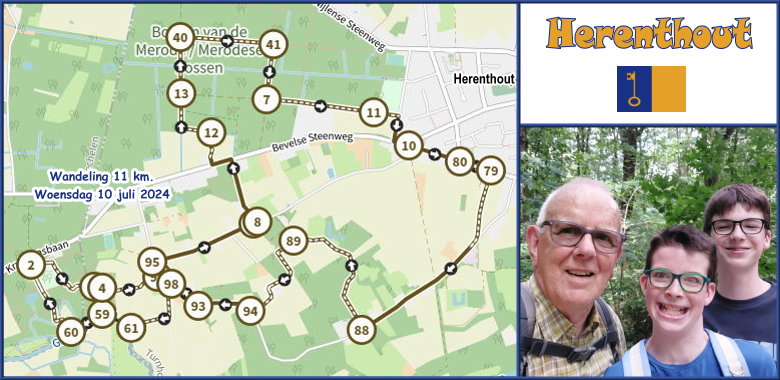 Herenthout
Bossen van de
Merode / Merodese
bossen
Herenthout
Bevelse Steenweg
Wandeling 11 km.
Woensdag 10 juli 2024
40
41
13
7
11
12
10
80
79
8
89
2
95
4
98
93
94
59
60
61
88